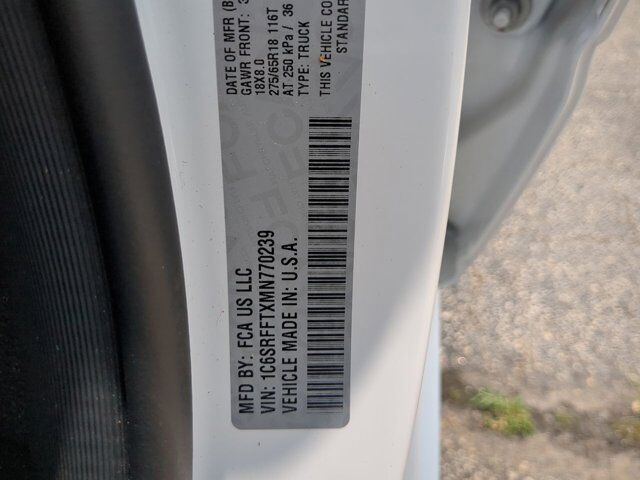 MFD BY: FCA US LLC
DATE OF MFR
GAWR FRONT:
18X8.0
275/65R18 116T
AT 250 kPa / 36
TYPE: TRUCK
THIS VEHICLE CO
STANDAR
VIN: 1C6SRFFTXMN770239
VEHICLE MADE IN: U.S.A.